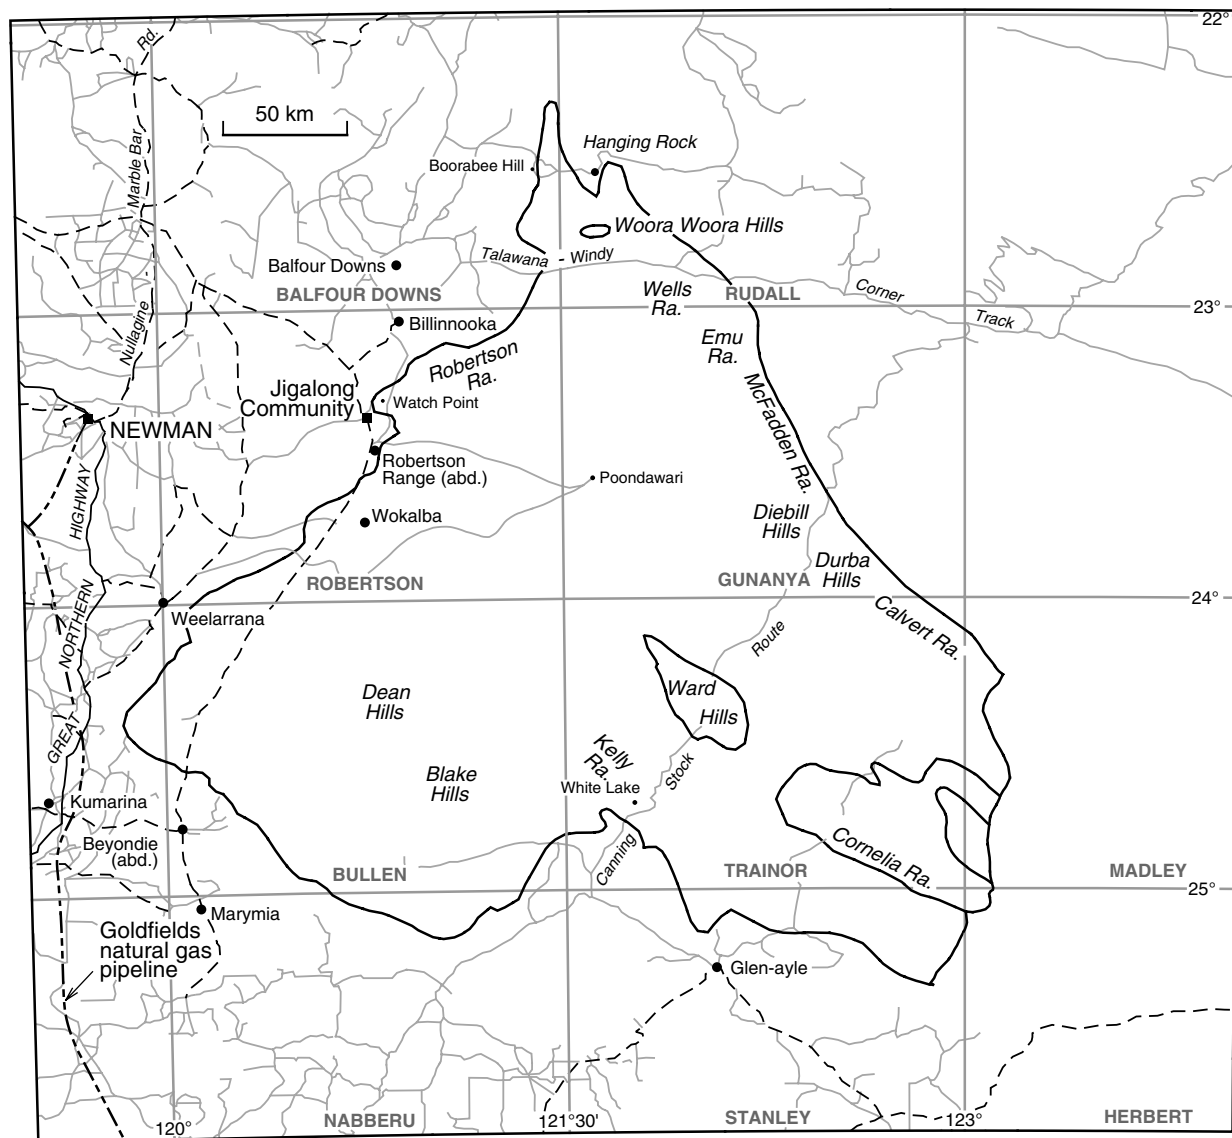 22°
Rd.
50 km
Marble Bar
Hanging Rock
Boorabee Hill
Woora Woora Hills
Talawana - Windy
Balfour Downs
BALFOUR DOWNS
Wells
Ra.
RUDALL
Corner
23°
Track
Nullagine
Billinnooka
Emu
Ra.
Robertson
Ra.
Jigalong
Community
Watch Point
McFadden Ra.
NEWMAN
Robertson
Range (abd.)
Poondawari
HIGHWAY
Wokalba
Diebill
Hills
Durba
Hills
ROBERTSON
GUNANYA
24°
NORTHERN
Weelarrana
Calvert Ra.
Route
Dean
Hills
Ward
Hills
GREAT
Kelly
Ra.
Stock
Blake
Hills
White Lake
Kumarina
Beyondie
(abd.)
Canning
Cornelia Ra.
BULLEN
TRAINOR
MADLEY
25°
Marymia
Goldfields
natural gas
pipeline
Glen-ayle
NABBERU
STANLEY
HERBERT
120°
121°30'
123°